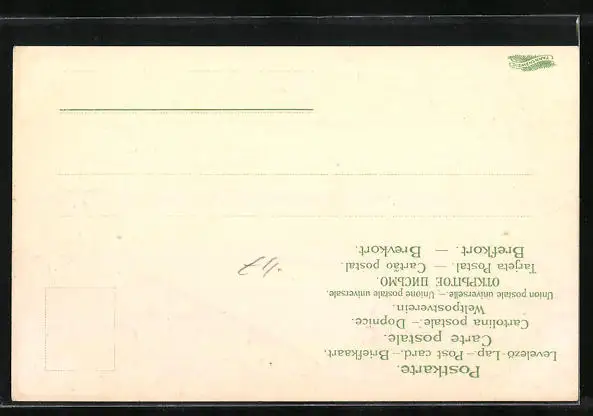 Postkarte.
Levelező-Lap – Post card. – Briefkaart,
Carte postale.
Cartolina postale – Dopnice.
Weltpostverein.
Union postale universelle. – Unione postale universale.
ОТКРЫТОЕ ПИСЬМО.
Tarjeta Postal. – Cartão postal.
Brefkort. – Brevkort.